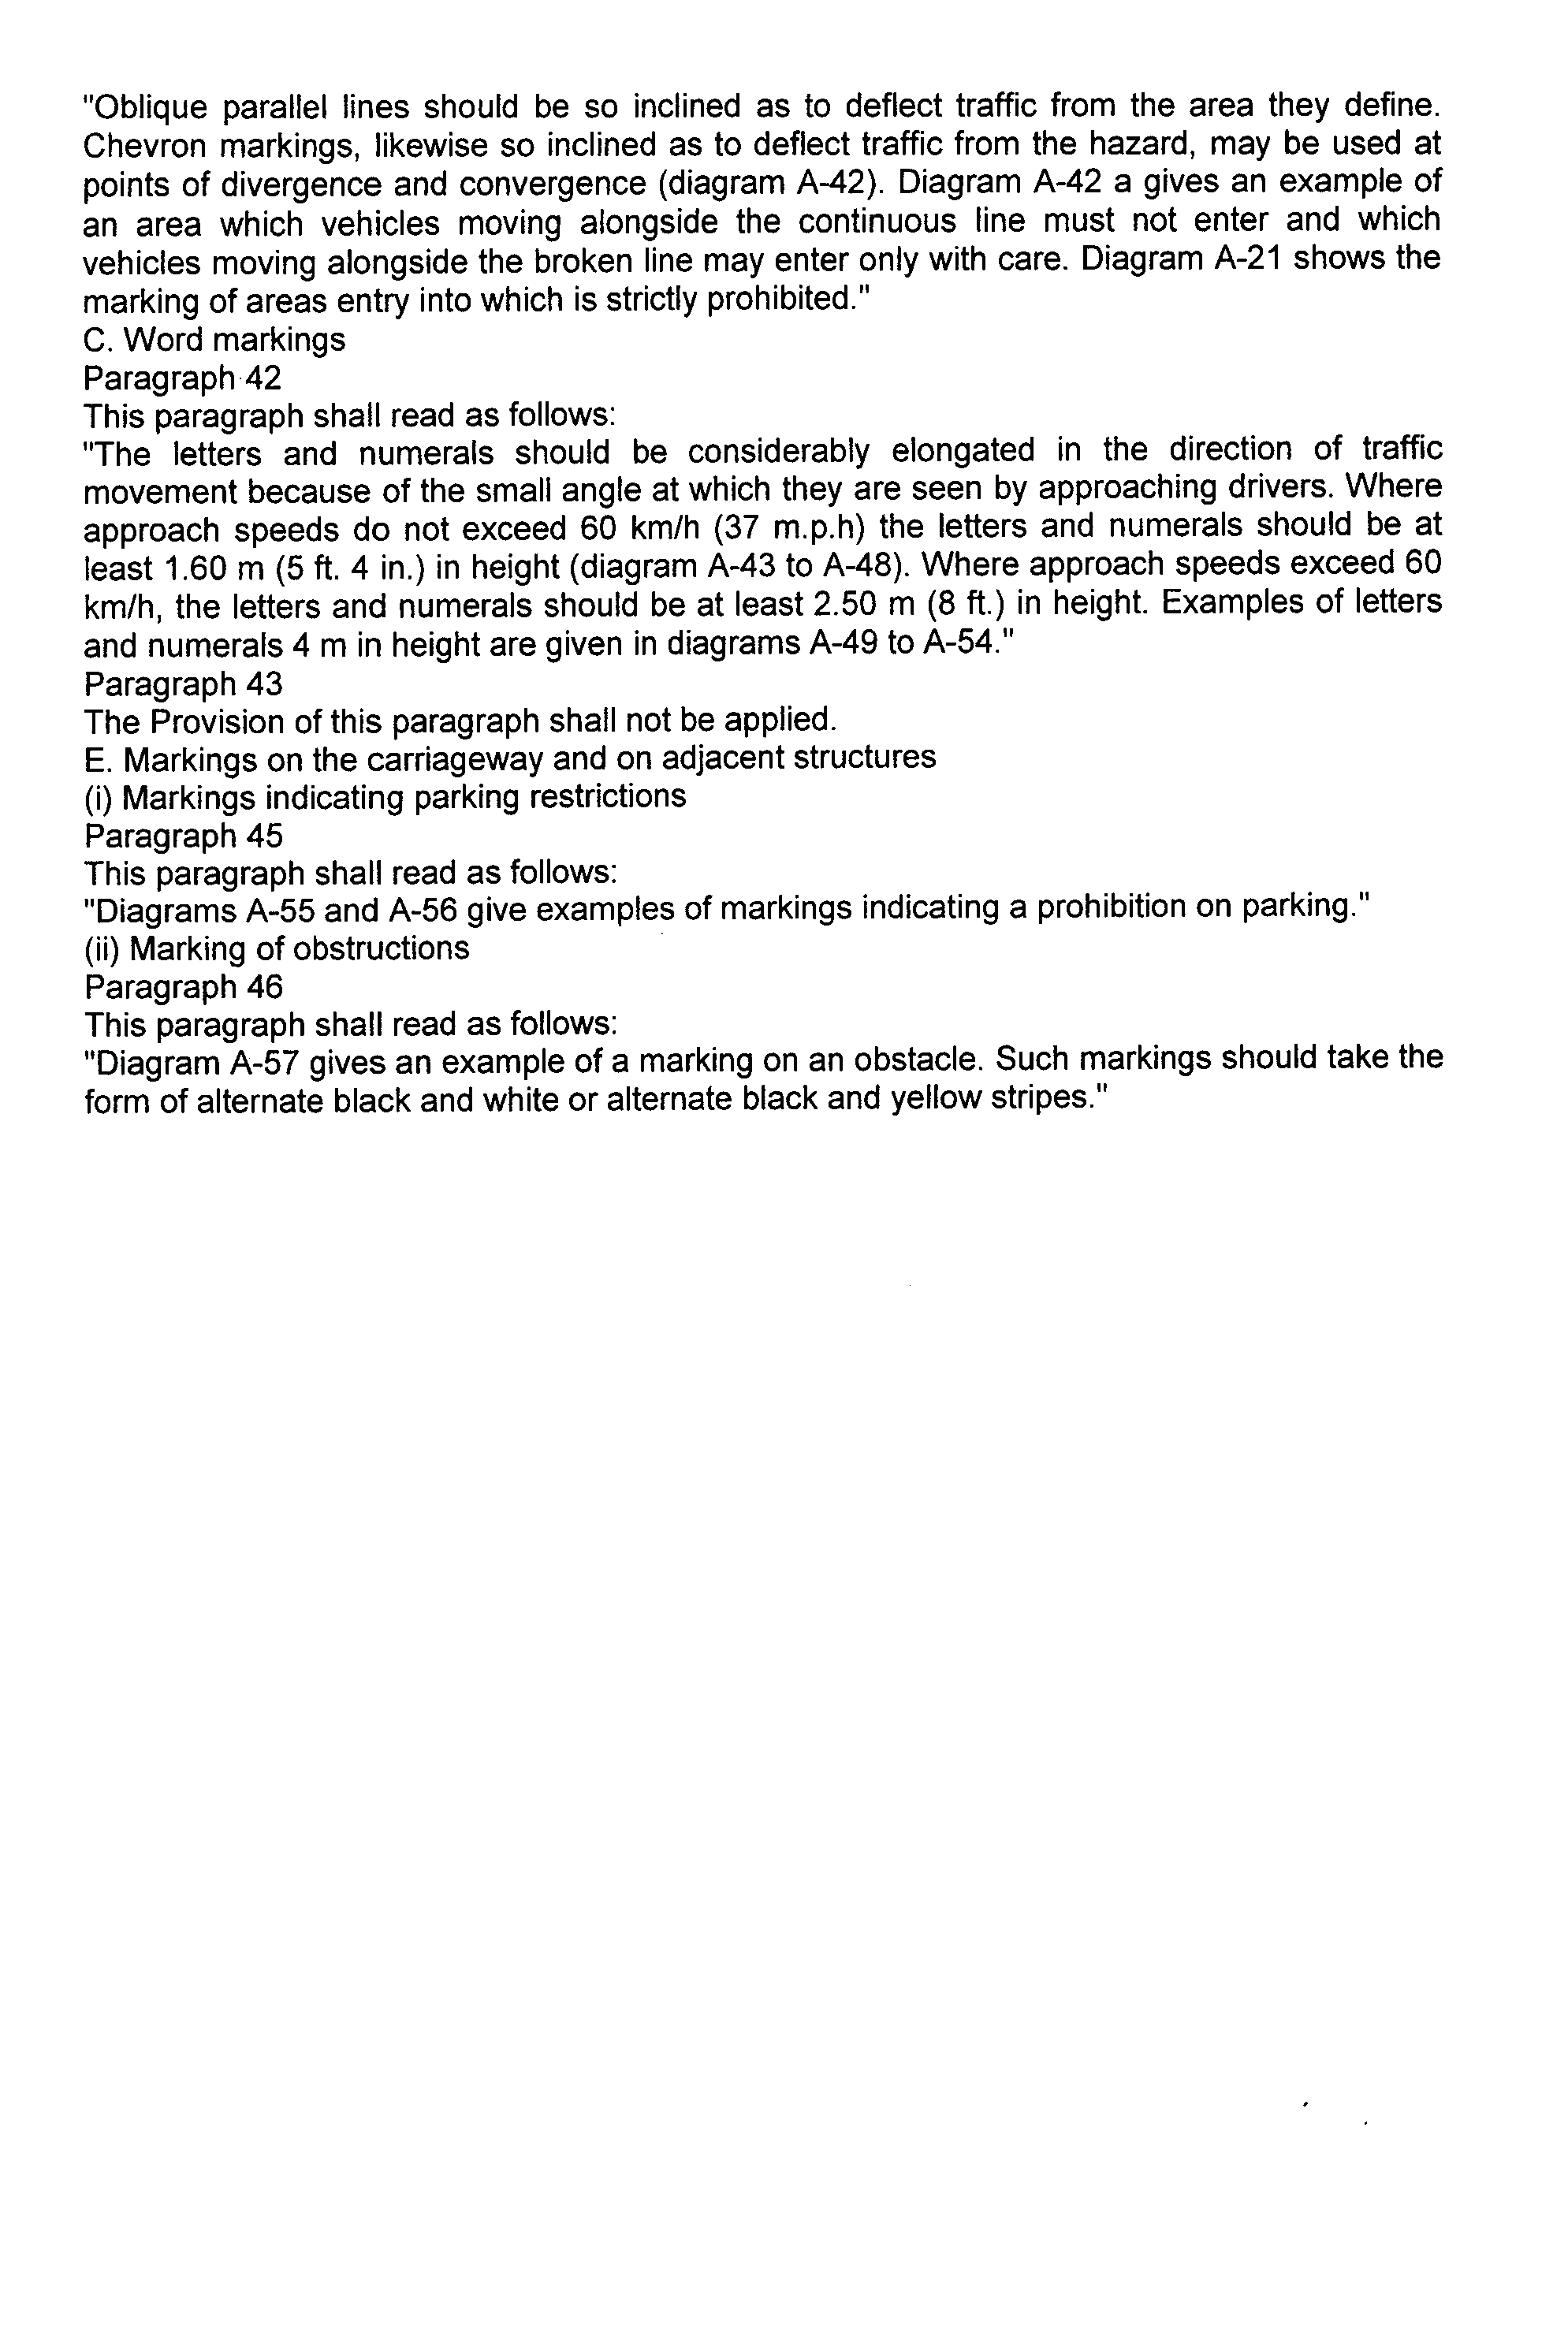 "Oblique parallel lines should be so inclined as to deflect traffic from the area they define.
Chevron markings, likewise so inclined as to deflect traffic from the hazard, may be used at
points of divergence and convergence (diagram A-42). Diagram A-42 a gives an example of
an area which vehicles moving alongside the continuous line must not enter and which
vehicles moving alongside the broken line may enter only with care. Diagram A-21 shows the
marking of areas entry into which is strictly prohibited."
C. Word markings
Paragraph 42
This paragraph shall read as follows:
"The letters and numerals should be considerably elongated in the direction of traffic
movement because of the small angle at which they are seen by approaching drivers. Where
approach speeds do not exceed 60 km/h (37 m.p.h) the letters and numerals should be at
least 1.60 m (5 ft. 4 in.) in height (diagram A-43 to A-48). Where approach speeds exceed 60
km/h, the letters and numerals should be at least 2.50 m (8 ft.) in height. Examples of letters
and numerals 4 m in height are given in diagrams A-49 to A-54."
Paragraph 43
The Provision of this paragraph shall not be applied.
E. Markings on the carriageway and on adjacent structures
(i) Markings indicating parking restrictions
Paragraph 45
This paragraph shall read as follows:
"Diagrams A-55 and A-56 give examples of markings indicating a prohibition on parking."
(ii) Marking of obstructions
Paragraph 46
This paragraph shall read as follows:
"Diagram A-57 gives an example of a marking on an obstacle. Such markings should take the
form of alternate black and white or alternate black and yellow stripes."